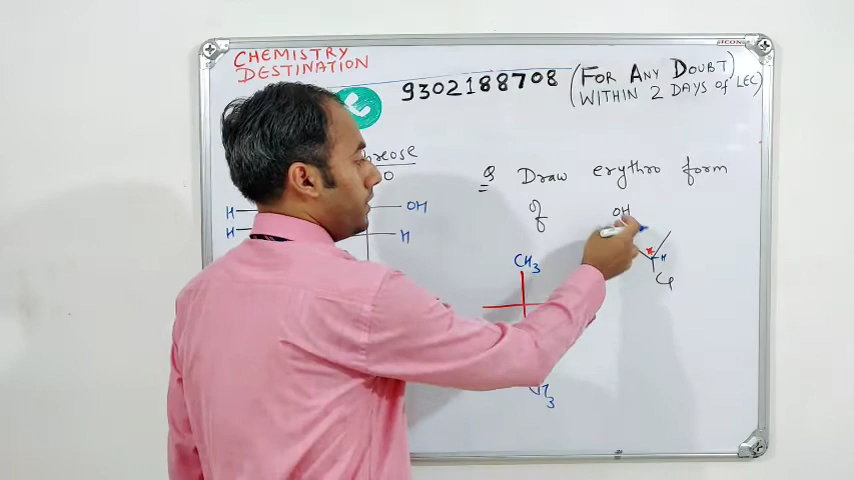 CHEMISTRY
DESTINATION
9302188708 (FOR ANY DOUBT)
(WITHIN 2 DAYS of LEC)
H OH
H H
Q Draw erythro form
of
OH
H
CH3
Cl
3